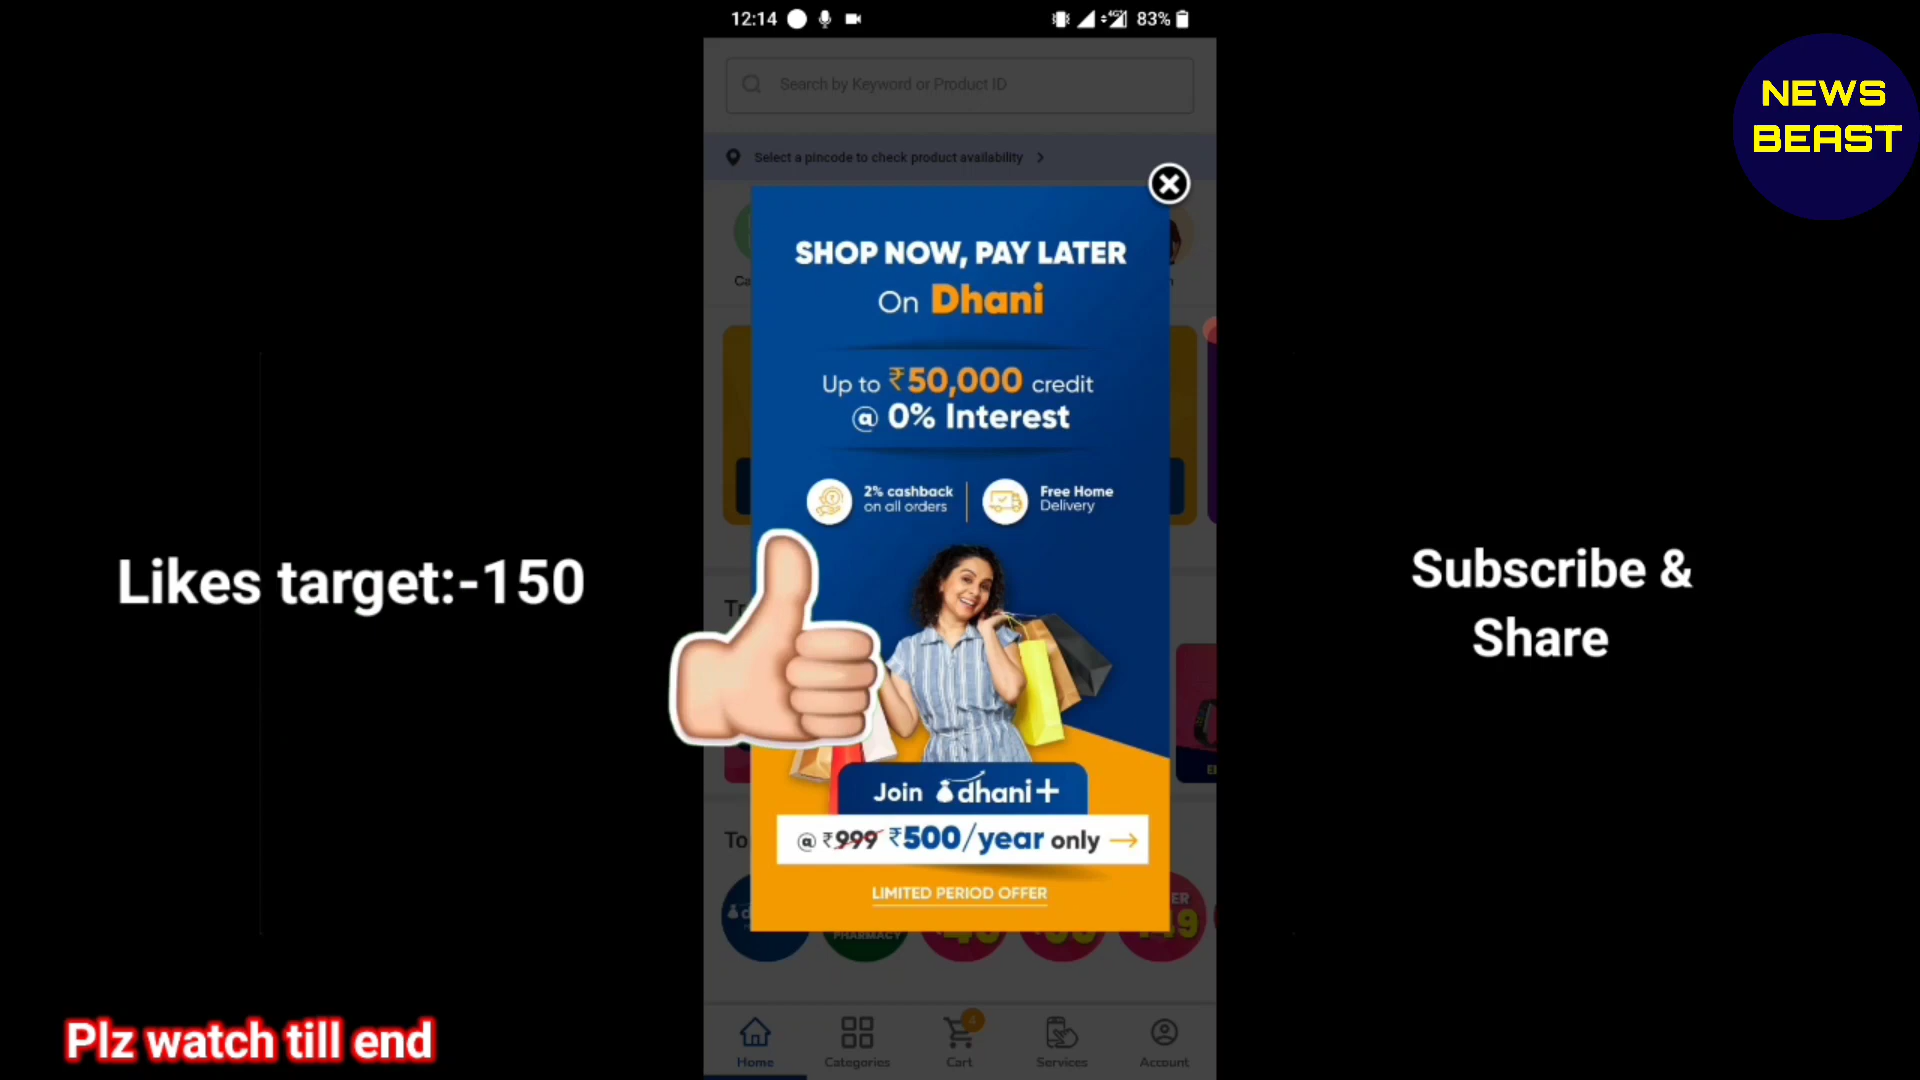 12:14
4G
83%
NEWS
BEAST
Search by Keyword or Product ID
Select a pincode to check product availability
SHOP NOW, PAY LATER
On Dhani
Up to ₹50,000 credit
@ 0% Interest
2% cashback
on all orders
Free Home
Delivery
Likes target:-150
Subscribe &
Share
Join dhani+
@ ₹999 ₹500/year only
LIMITED PERIOD OFFER
PHARMACY
Plz watch till end
4
Home
Categories
Cart
Services
Account